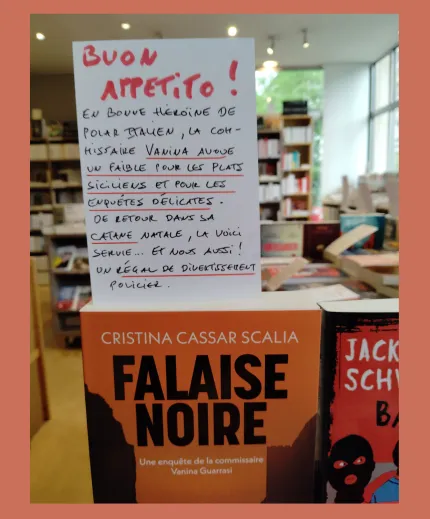 BUON
APPETITO !
EN BONNE HÉROÏNE DE
POLAR ITALIEN, LA COM-
MISSAIRE VANINA AVOUE
UN FAIBLE POUR LES PLATS
SICILIENS ET POUR LES
ENQUÊTES DÉLICATES.
DE RETOUR DANS SA
CATANE NATALE, LA VOICI
SERVIE... ET NOUS AUSSI !
UN RÉGAL DE DIVERTISSEMENT
POLICIER.
CRISTINA CASSAR SCALIA
FALAISE
NOIRE
Une enquête de la commissaire
Vanina Guarrasi
JACK
SCHW
BA